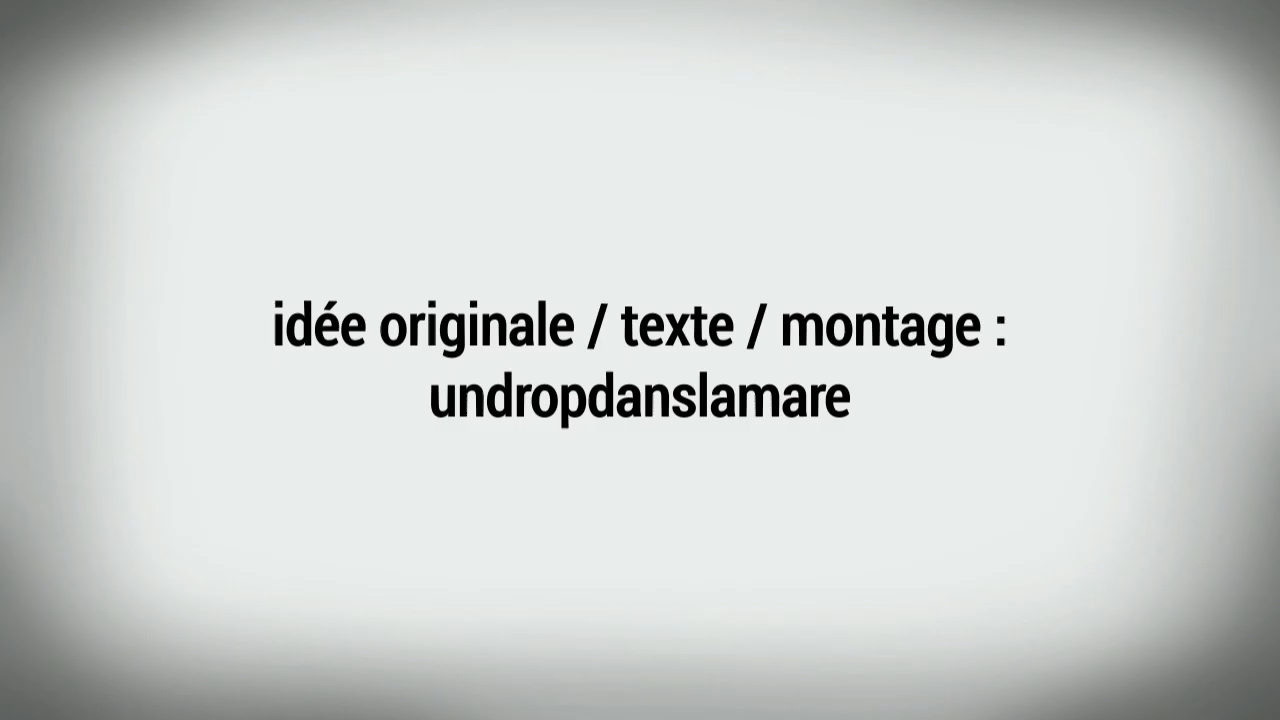 idée originale / texte / montage :
undropdanslamare